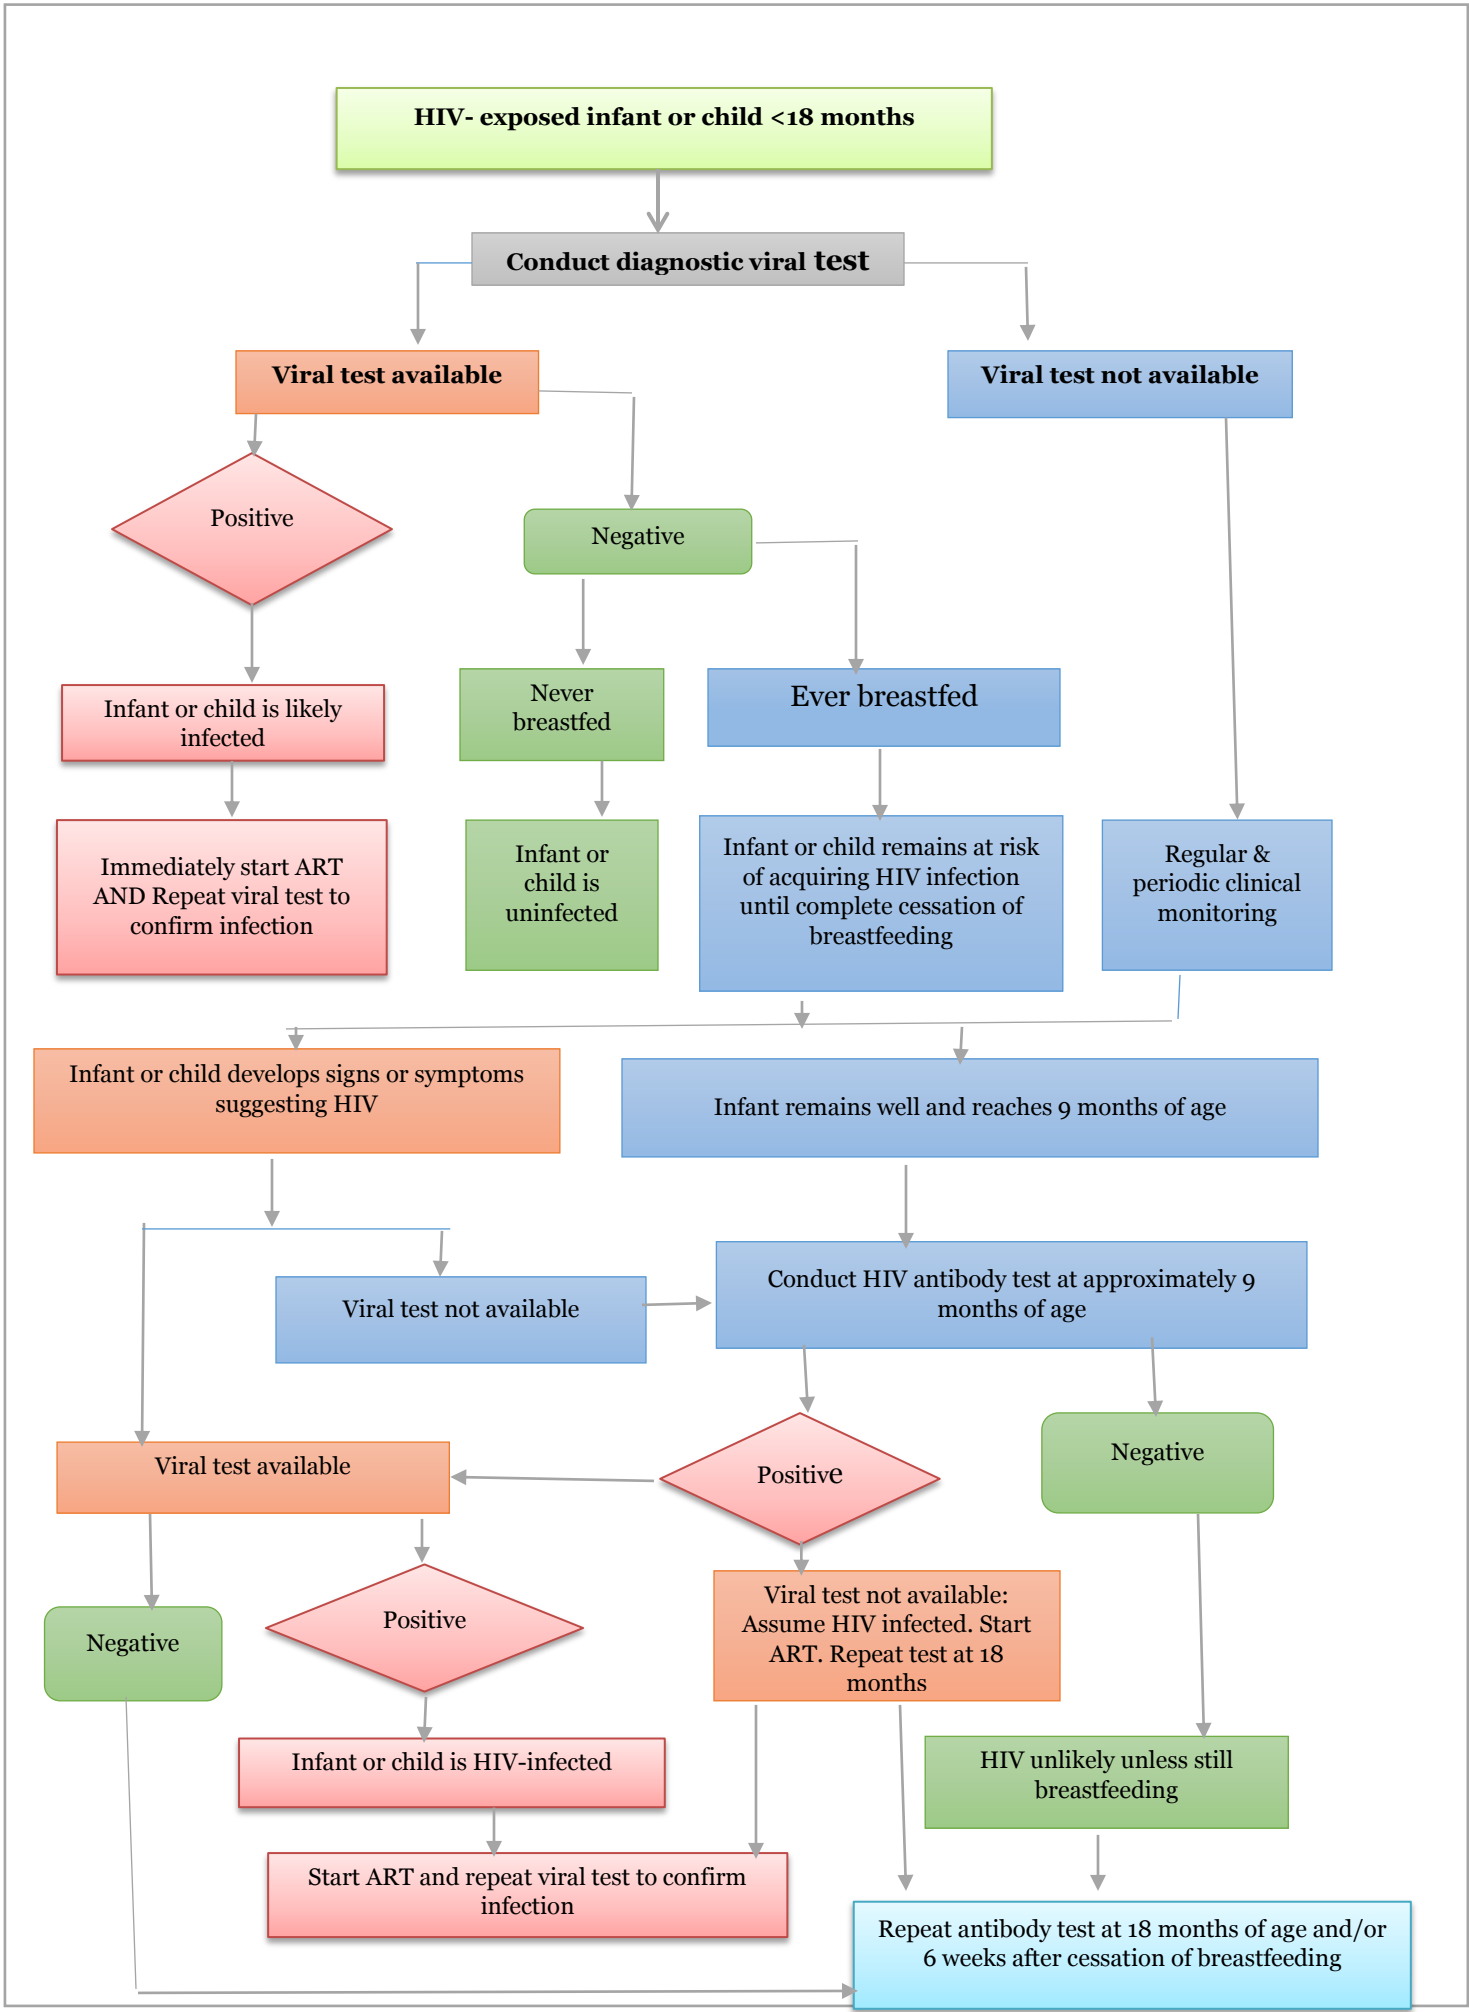 HIV- exposed infant or child <18 months
Conduct diagnostic viral test
Viral test available
Viral test not available
Positive
Negative
Never
breastfed
Ever breastfed
Infant or child is likely
infected
Immediately start ART
AND Repeat viral test to
confirm infection
Infant or
child is
uninfected
Infant or child remains at risk
of acquiring HIV infection
until complete cessation of
breastfeeding
Regular &
periodic clinical
monitoring
Infant or child develops signs or symptoms
suggesting HIV
Infant remains well and reaches 9 months of age
Viral test not available
Conduct HIV antibody test at approximately 9
months of age
Viral test available
Positive
Negative
Negative
Positive
Viral test not available:
Assume HIV infected. Start
ART. Repeat test at 18
months
Infant or child is HIV-infected
HIV unlikely unless still
breastfeeding
Start ART and repeat viral test to confirm
infection
Repeat antibody test at 18 months of age and/or
6 weeks after cessation of breastfeeding